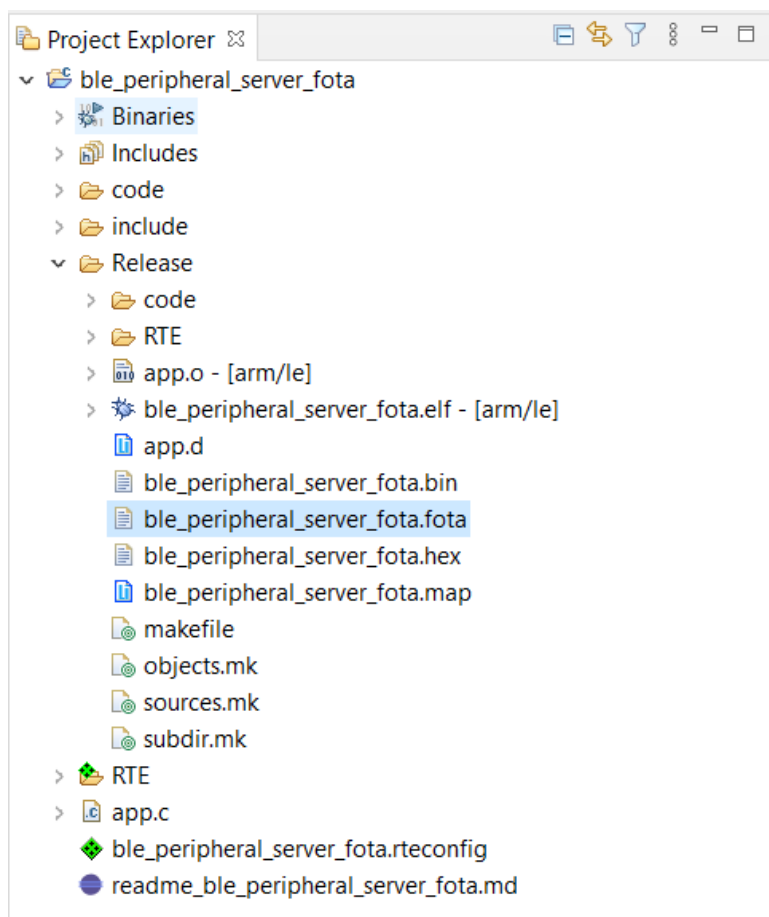 Project Explorer
ble_peripheral_server_fota
Binaries
Includes
code
include
Release
code
RTE
app.o - [arm/le]
ble_peripheral_server_fota.elf - [arm/le]
app.d
ble_peripheral_server_fota.bin
ble_peripheral_server_fota.fota
ble_peripheral_server_fota.hex
ble_peripheral_server_fota.map
makefile
objects.mk
sources.mk
subdir.mk
RTE
app.c
ble_peripheral_server_fota.rteconfig
readme_ble_peripheral_server_fota.md